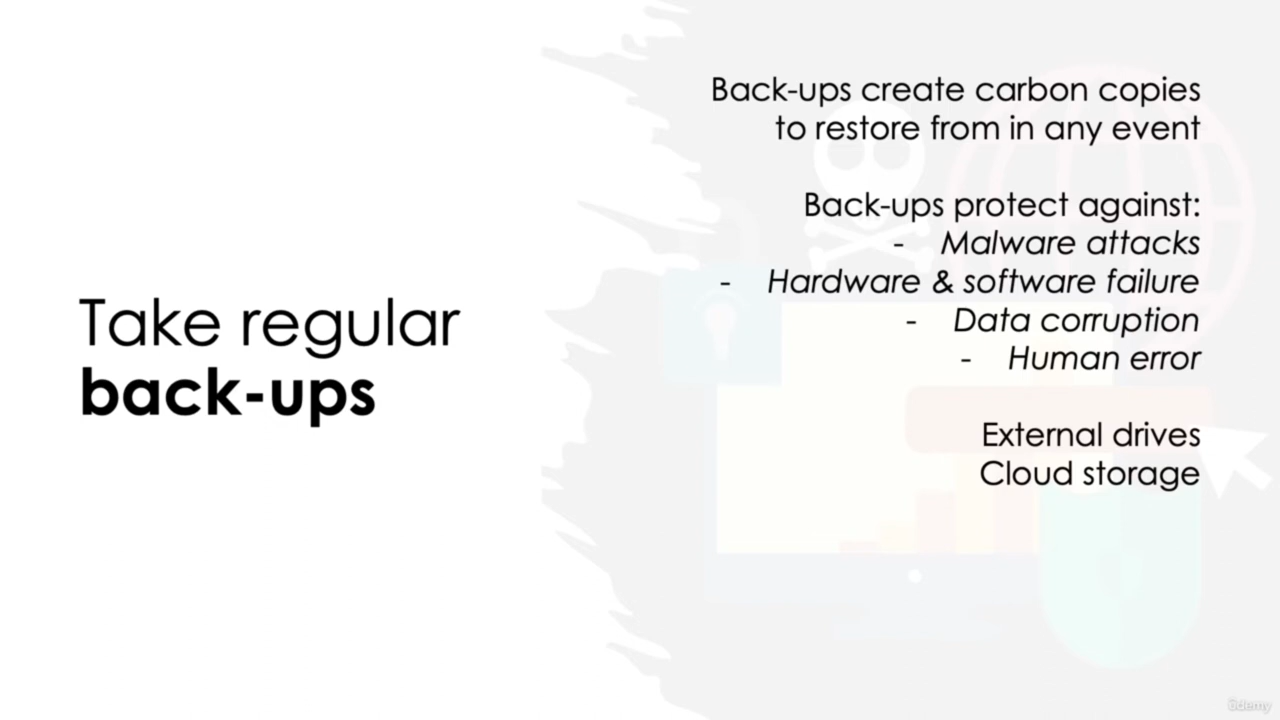 Take regular
back-ups
Back-ups create carbon copies
to restore from in any event
Back-ups protect against:
- Malware attacks
- Hardware & software failure
- Data corruption
- Human error
External drives
Cloud storage
ûdemy